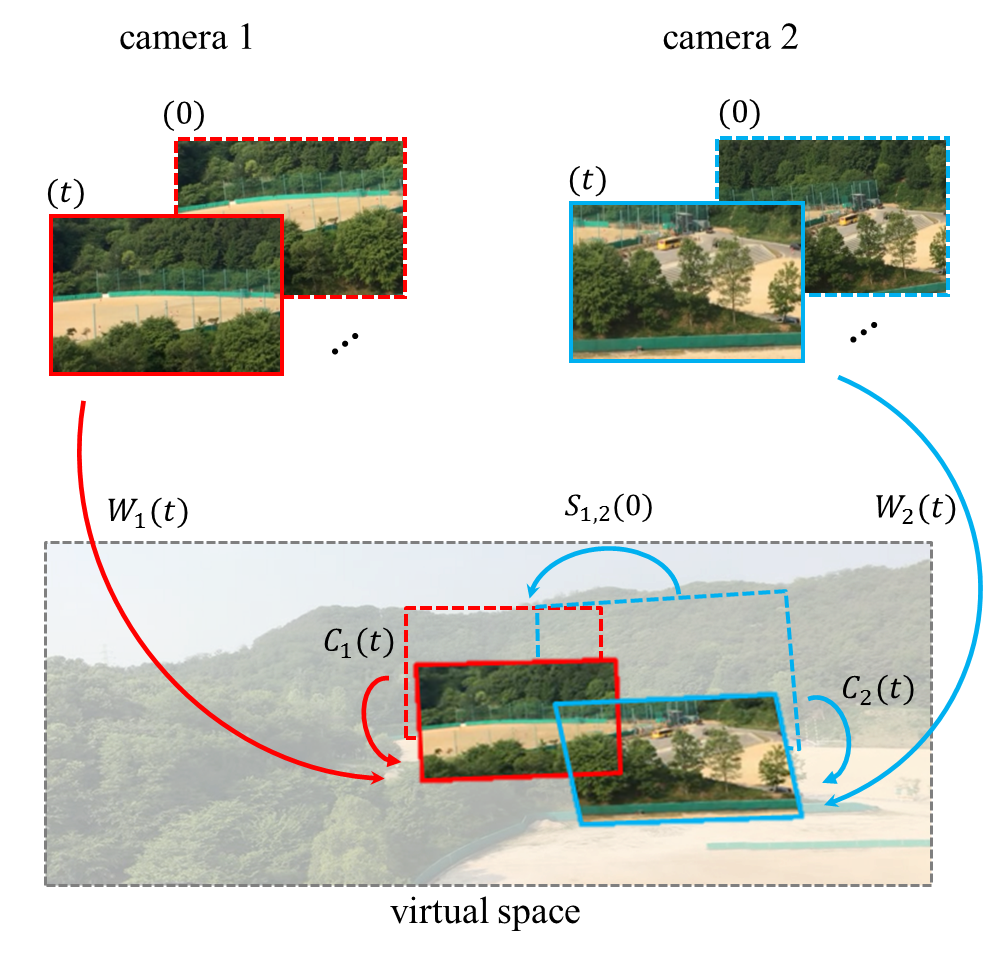 camera 1
camera 2
(0)
(0)
(t)
(t)
W₁(t)
S₁,₂(0)
W₂(t)
C₁(t)
C₂(t)
virtual space